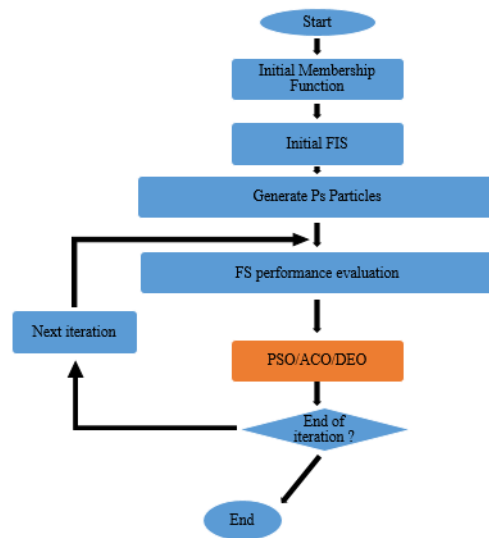 Start
Initial Membership
Function
Initial FIS
Generate Ps Particles
FS performance evaluation
Next iteration
PSO/ACO/DEO
End of
iteration ?
End